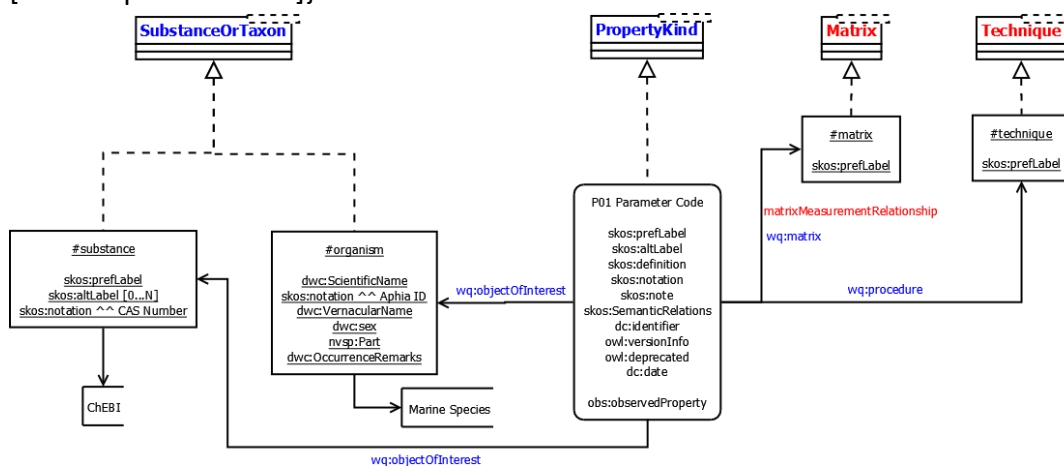 SubstanceOrTaxon
PropertyKind
Matrix
Technique
#matrix
skos:prefLabel
#technique
skos:prefLabel
P01 Parameter Code
skos:prefLabel
skos:altLabel
skos:definition
skos:notation
skos:note
skos:SemanticRelations
dc:identifier
owl:versionInfo
owl:deprecated
dc:date
obs:observedProperty
matrixMeasurementRelationship
wq:matrix
wq:procedure
#substance
skos:prefLabel
skos:altLabel [0...N]
skos:notation ^^ CAS Number
#organism
dwc:ScientificName
skos:notation ^^ Aphia ID
dwc:VernacularName
dwc:sex
nvsp:Part
dwc:OccurrenceRemarks
wq:objectOfInterest
ChEBI
Marine Species
wq:objectOfInterest